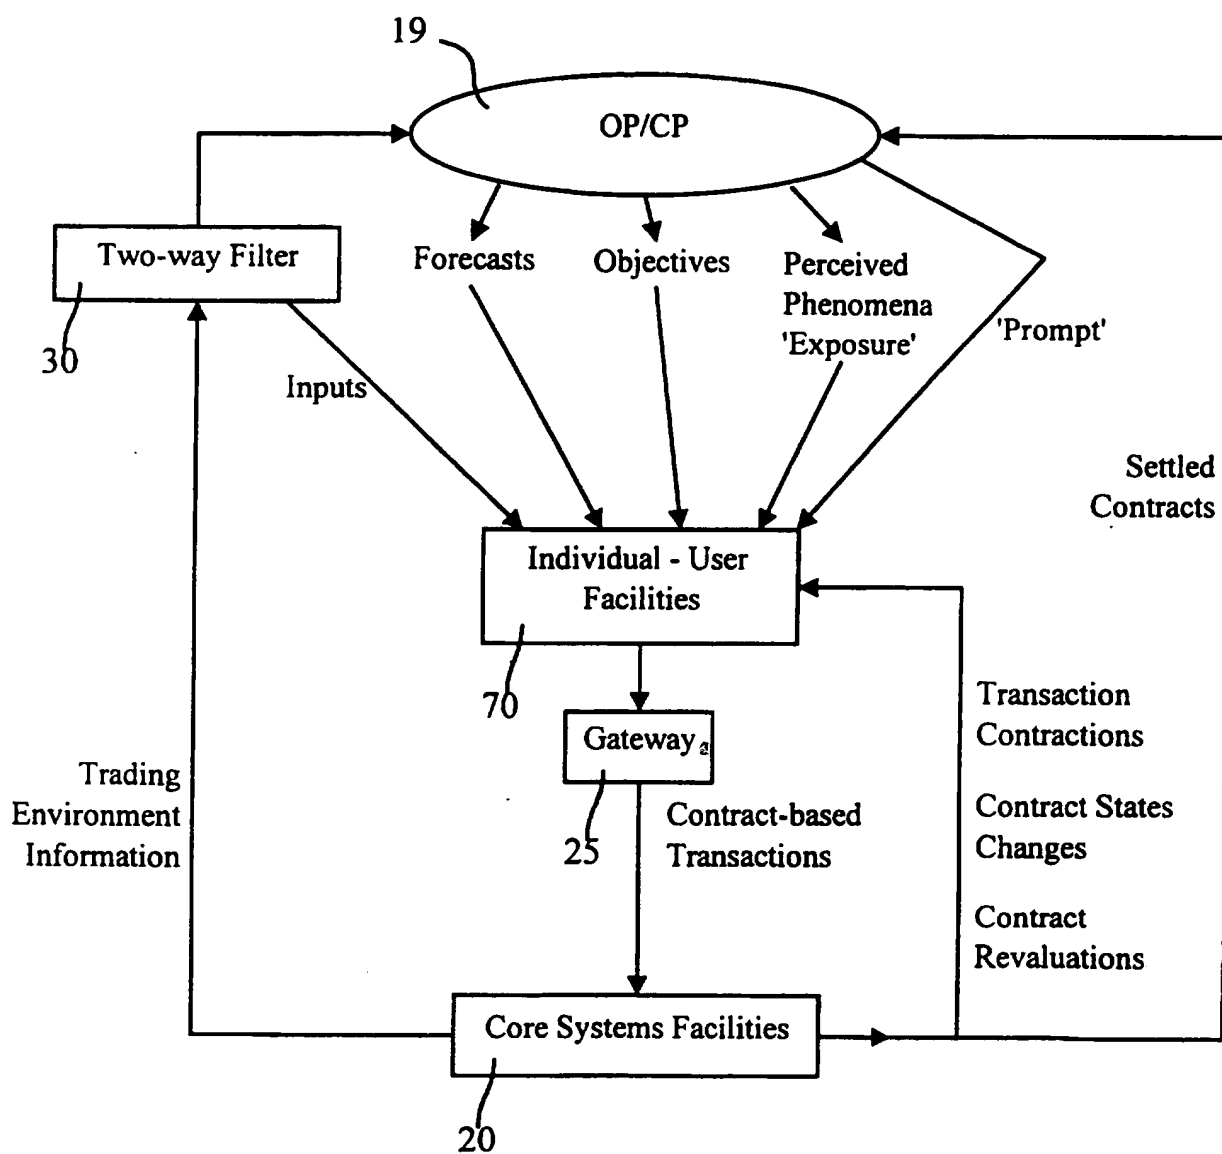 19
OP/CP
Two-way Filter
30
Forecasts
Objectives
Perceived
Phenomena
'Exposure'
'Prompt'
Inputs
Settled
Contracts
Individual - User
Facilities
70
Gateway
25
Trading
Environment
Information
Contract-based
Transactions
Transaction
Contractions
Contract States
Changes
Contract
Revaluations
Core Systems Facilities
20